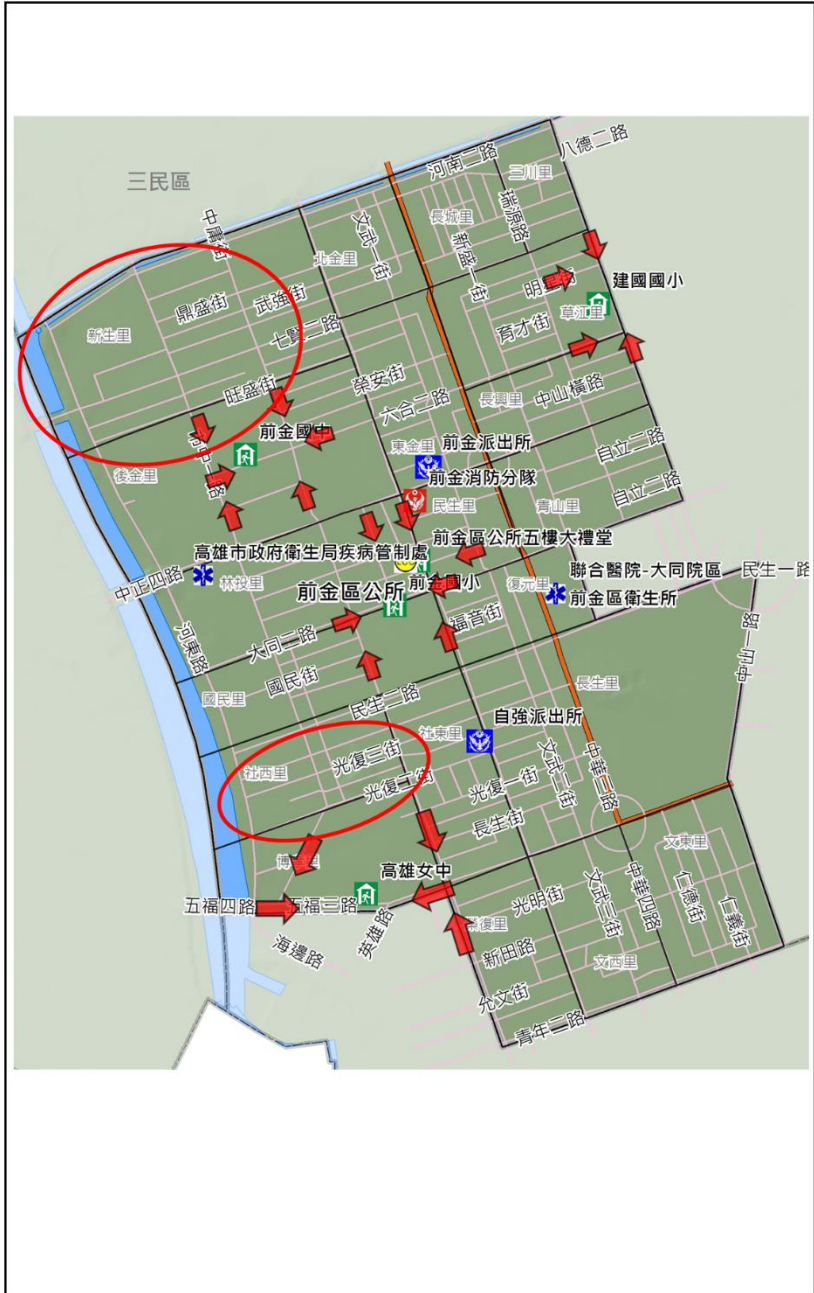 三民區
河南二路
八德二路
三川里
中庸街
文武一街
長城里
瑞源路
北金里
新盛一街
建國國小
鼎盛街
武強街
明星街
草江里
新生里
七賢二路
育才街
旺盛街
榮安街
六合二路
長興里
中山橫路
前金國中
東金里
前金派出所
自立二路
後金里
前金消防分隊
市中一路
民生里
青山里
自立二路
前金區公所五樓大禮堂
高雄市政府衛生局疾病管制處
聯合醫院-大同院區
民生一路
中正四路
林投里
前金區公所
前金國小
復元里
前金區衛生所
福音街
大同二路
中山一路
河東路
國民街
國民里
民生二路
長生里
自強派出所
社東里
光復三街
社西里
光復二街
光復一街
文武二街
中華三路
長生街
文東里
高雄女中
五福四路
五福三路
光明街
文武三街
中華四路
仁德街
仁義街
英雄路
海邊路
新田路
文西里
允文街
青年二路